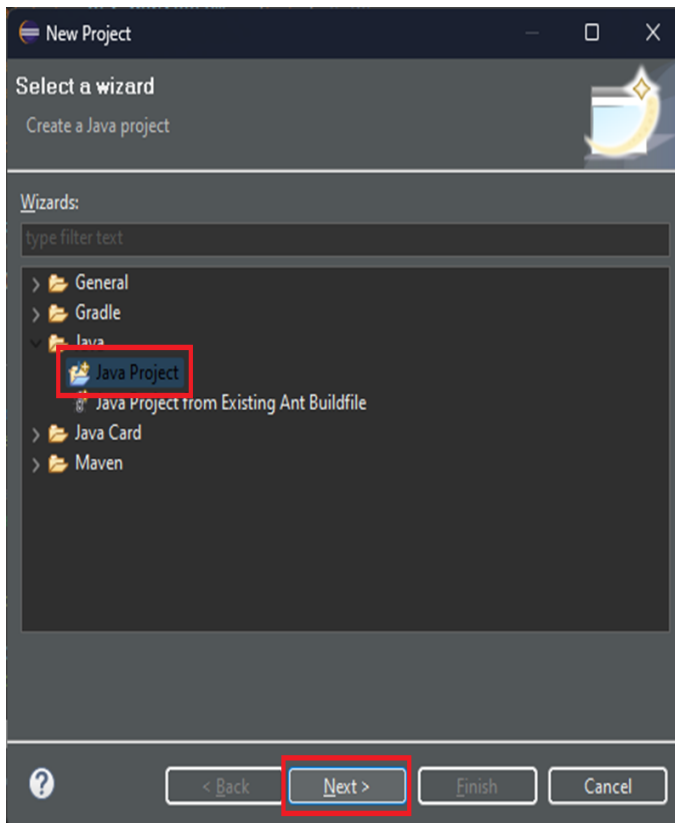 New Project
Select a wizard
Create a Java project
Wizards:
type filter text
General
Gradle
Java
Java Project
Java Project from Existing Ant Buildfile
Java Card
Maven
< Back
Next >
Finish
Cancel